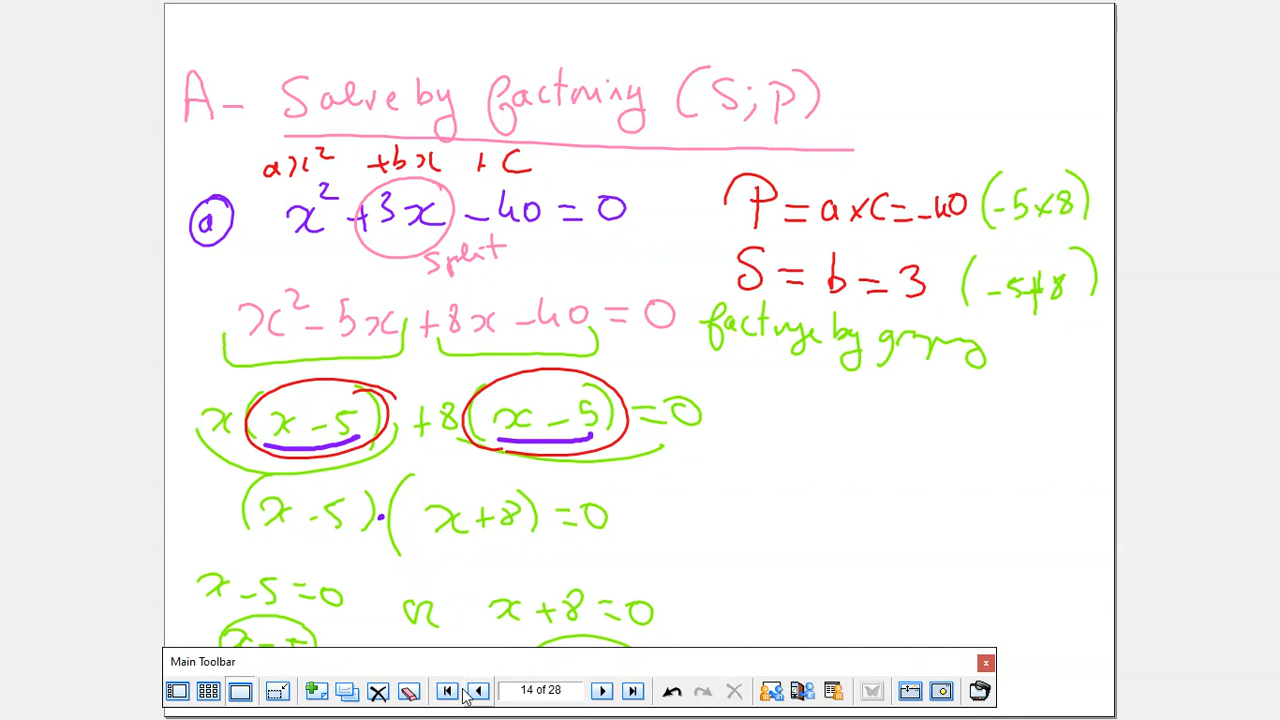 A- Solve by factoring (S;P)
ax² +bx + C
a x² +3x -40 = 0
split
P = a x C = -40 (-5x8)
S = b = 3 (-5+8)
x² - 5x + 8x - 40 = 0
factorize by grouping
x(x-5) + 8(x-5) = 0
(x-5)·(x+8) = 0
x-5=0 or x+8=0
Main Toolbar
14 of 28